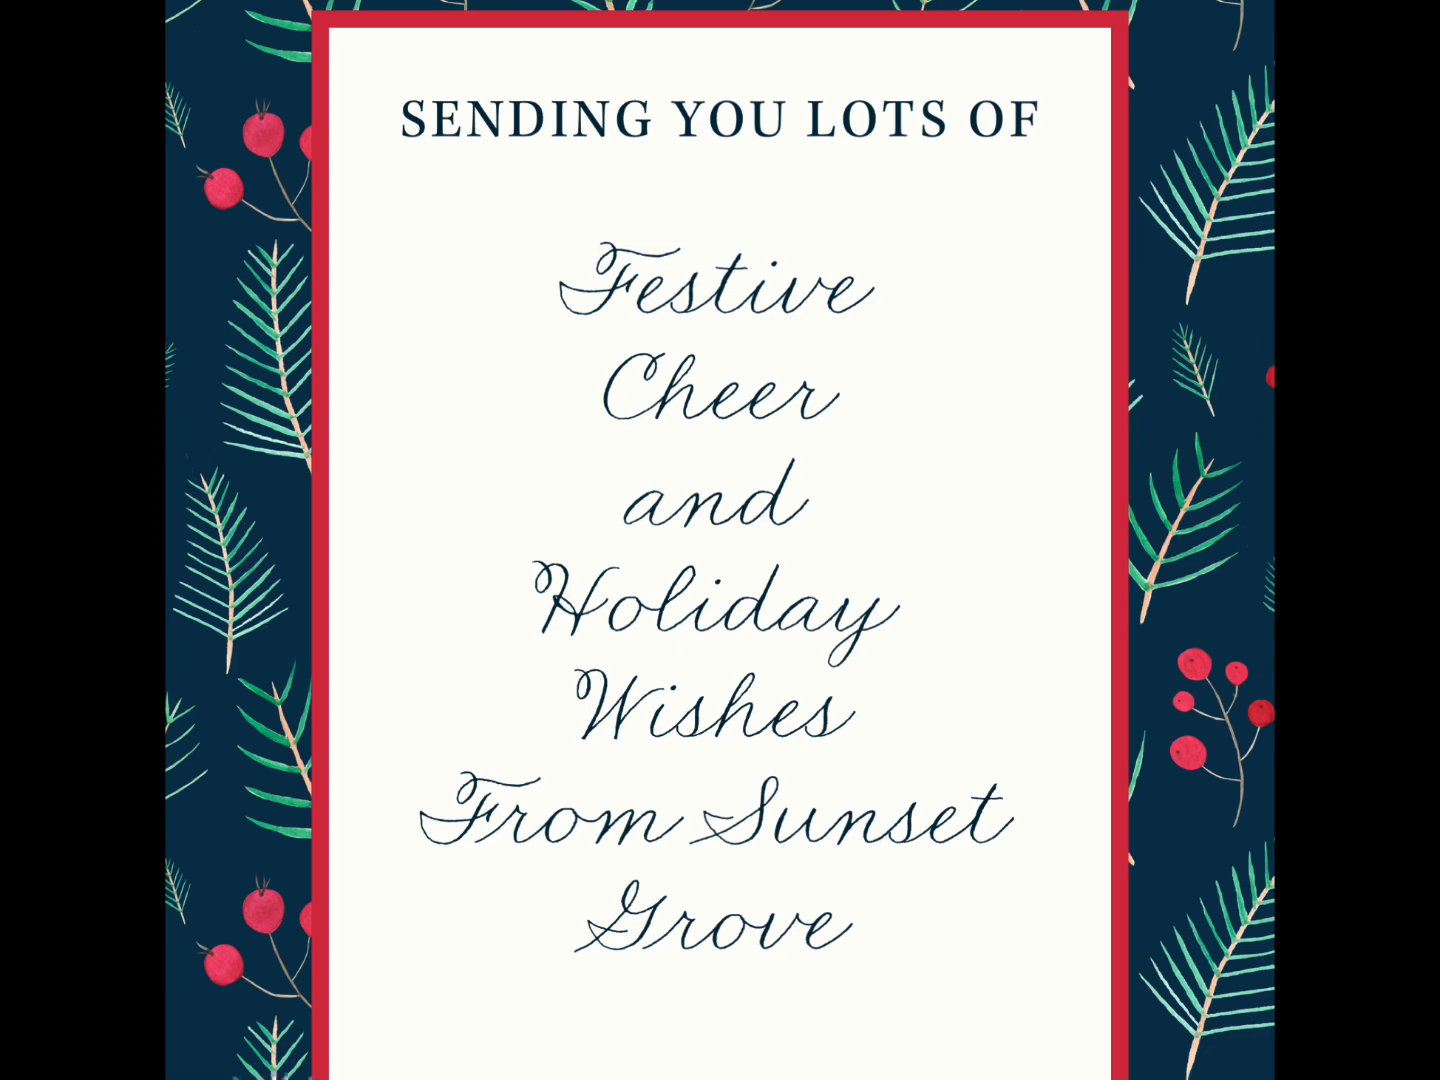 SENDING YOU LOTS OF
Festive
Cheer
and
Holiday
Wishes
From Sunset
Grove